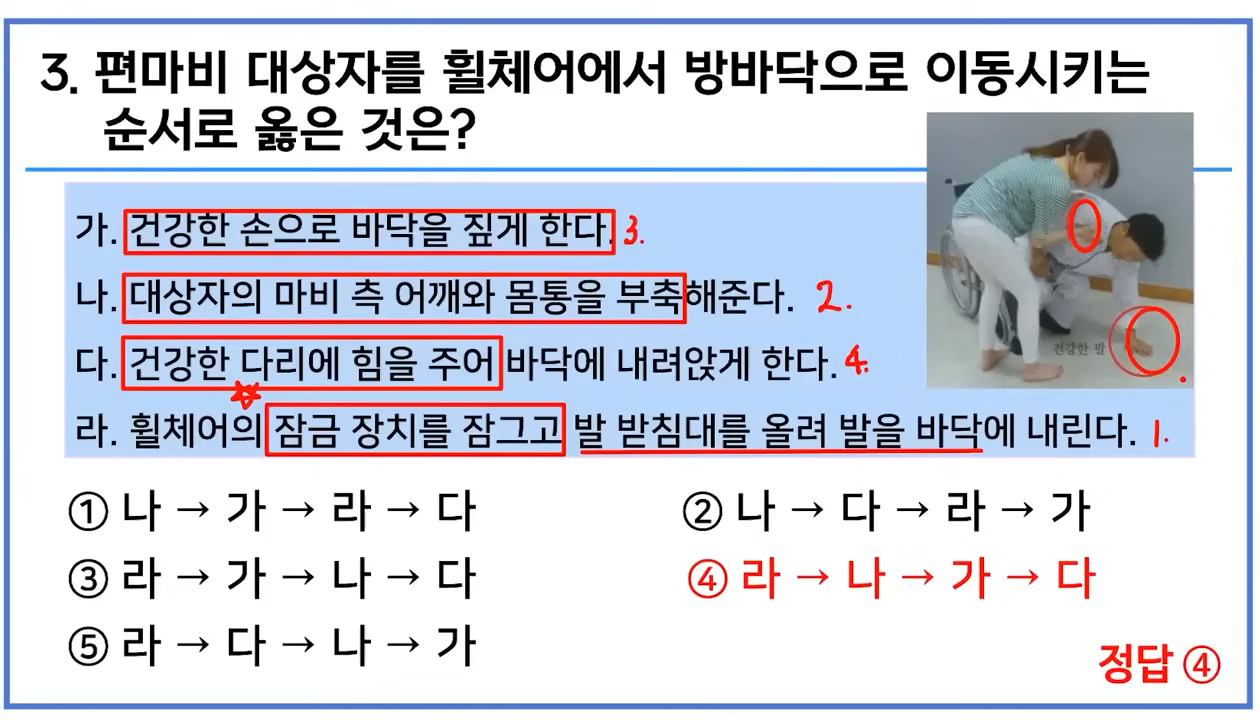 3. 편마비 대상자를 휠체어에서 방바닥으로 이동시키는
순서로 옳은 것은?
가. 건강한 손으로 바닥을 짚게 한다. 3.
나. 대상자의 마비 측 어깨와 몸통을 부축해준다. 2.
다. 건강한 다리에 힘을 주어 바닥에 내려앉게 한다. 4.
라. 휠체어의 잠금 장치를 잠그고 발 받침대를 올려 발을 바닥에 내린다. 1.
건강한 팔
① 나 → 가 → 라 → 다
② 나 → 다 → 라 → 가
③ 라 → 가 → 나 → 다
④ 라 → 나 → 가 → 다
⑤ 라 → 다 → 나 → 가
정답 ④